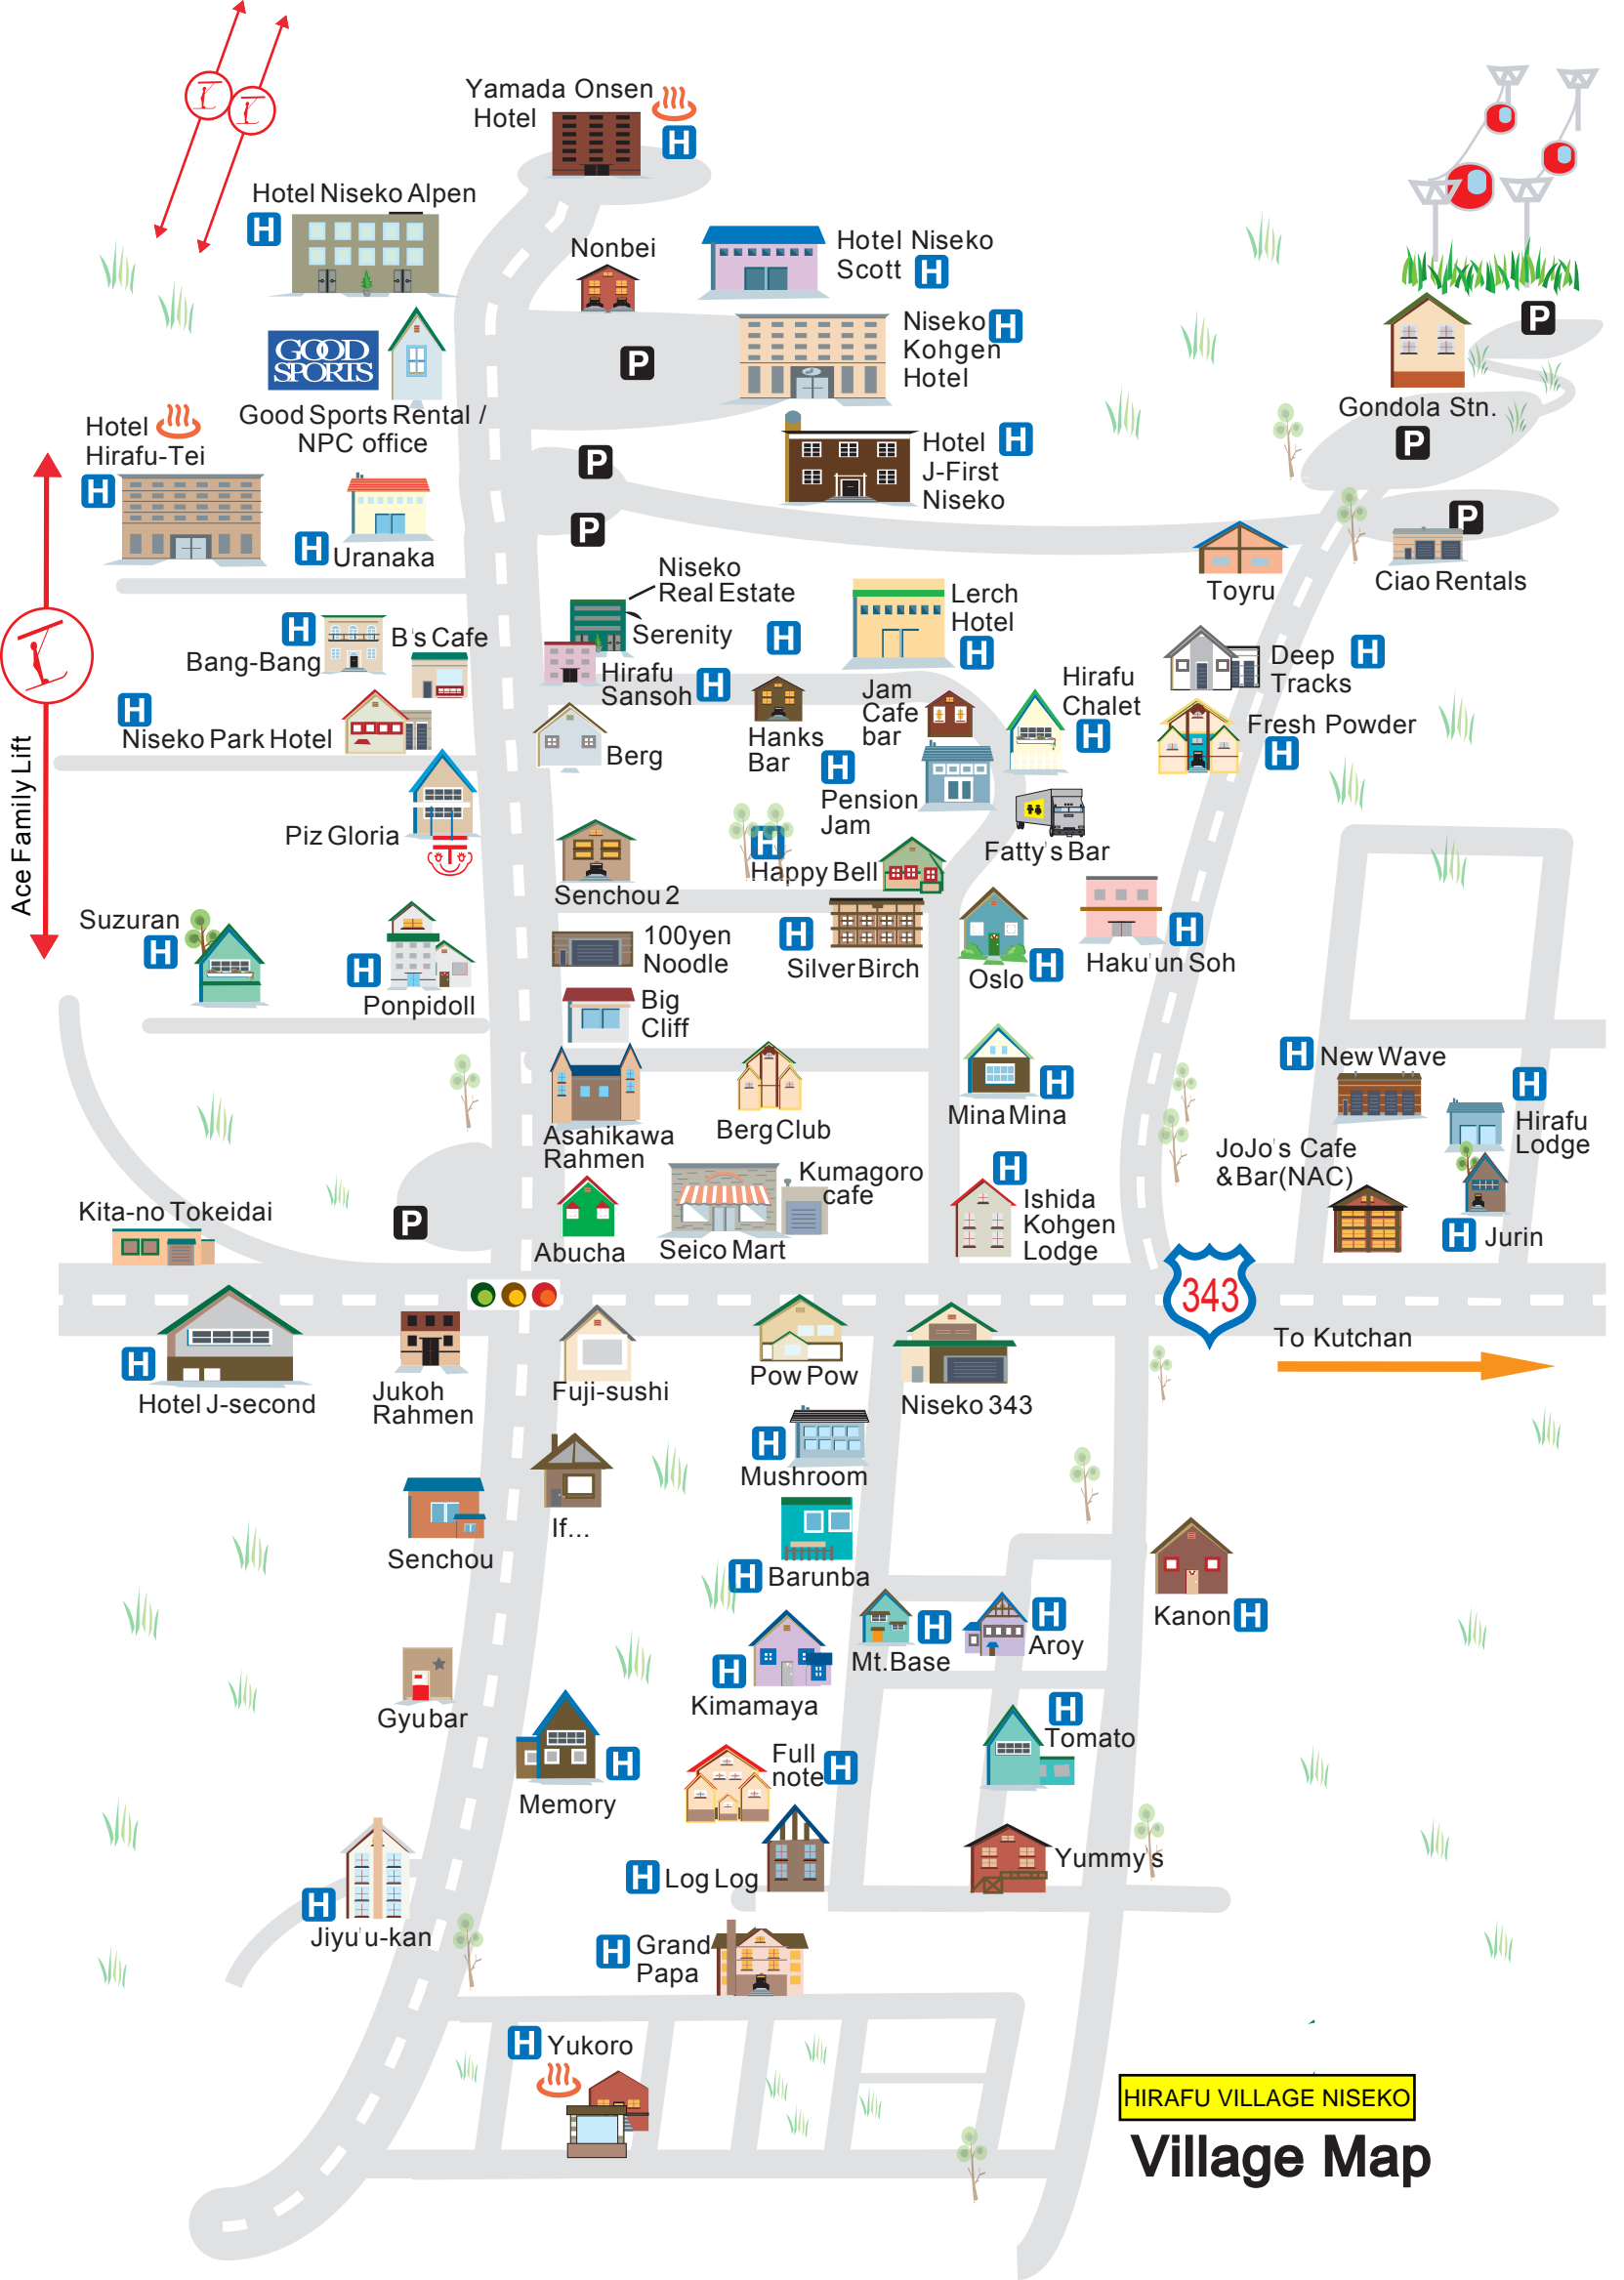 Yamada Onsen
Hotel
H
Hotel Niseko Alpen
H
Nonbei
Hotel Niseko
Scott H
Niseko H
Kohgen
Hotel
P
P
GOOD
SPORTS
Good Sports Rental /
NPC office
Gondola Stn.
P
Hotel
Hirafu-Tei
H
P
Hotel H
J-First
Niseko
H Uranaka
P
P
Toyru
Ciao Rentals
Niseko
Real Estate
Serenity H
Lerch
Hotel
H
H
Bang-Bang
B's Cafe
Hirafu
Sansoh H
Deep H
Tracks
H
Niseko Park Hotel
Jam
Cafe
bar
Hirafu
Chalet
H
Fresh Powder
H
Berg
Hanks
Bar
H
Pension
Jam
Ace Family Lift
Piz Gloria
Fatty's Bar
Senchou 2
H
Happy Bell
Suzuran
H
H
Ponpidoll
100yen
Noodle
H
Silver Birch
Oslo H
H
Haku'un Soh
Big
Cliff
H New Wave
H
Hirafu
Lodge
Asahikawa
Rahmen
Berg Club
H
Mina Mina
JoJo's Cafe
&Bar(NAC)
Kita-no Tokeidai
P
Abucha
Seico Mart
Kumagoro
cafe
H
Ishida
Kohgen
Lodge
H Jurin
343
To Kutchan
H
Hotel J-second
Jukoh
Rahmen
Fuji-sushi
Pow Pow
Niseko 343
H
Mushroom
If...
Senchou
H Barunba
Kanon H
H
Mt.Base
H
Aroy
H
Kimamaya
Gyubar
H
Tomato
H
Memory
Full
note H
H Log Log
Yummy's
H
Jiyu'u-kan
H Grand
Papa
H Yukoro
HIRAFU VILLAGE NISEKO
Village Map